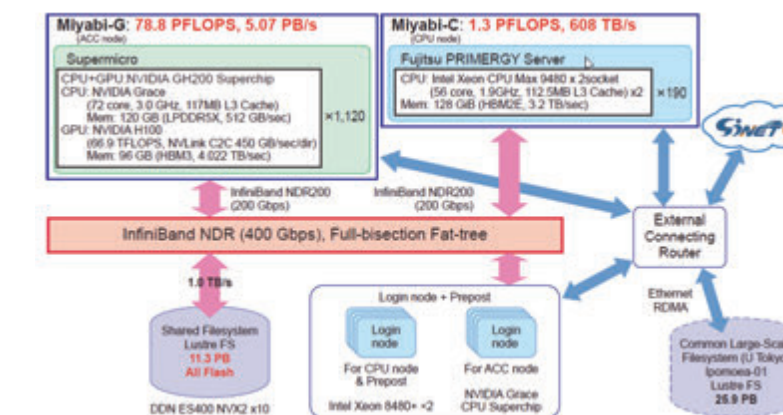 Miyabi-G: 78.8 PFLOPS, 5.07 PB/s
(ACC node)
Supermicro
CPU+GPU:NVIDIA GH200 Superchip
CPU: NVIDIA Grace
(72 core, 3.0 GHz, 117MB L3 Cache)
Mem: 120 GB (LPDDR5X, 512 GB/sec)
GPU: NVIDIA H100
(66.9 TFLOPS, NVLink C2C 450 GB/sec/dir)
Mem: 96 GB (HBM3, 4.022 TB/sec)
×1,120
Miyabi-C: 1.3 PFLOPS, 608 TB/s
(CPU node)
Fujitsu PRIMERGY Server
CPU: Intel Xeon CPU Max 9480 x 2socket
(56 core, 1.9GHz, 112.5MB L3 Cache) x2
Mem: 128 GiB (HBM2E, 3.2 TB/sec)
×190
SINET
InfiniBand NDR200
(200 Gbps)
InfiniBand NDR200
(200 Gbps)
InfiniBand NDR (400 Gbps), Full-bisection Fat-tree
External
Connecting
Router
1.0 TB/s
Shared Filesystem
Lustre FS
11.3 PB
All Flash
DDN ES400 NVX2 x10
Login node + Prepost
Login
node
For CPU node
& Prepost
Intel Xeon 8480+ ×2
Login
node
For ACC node
NVIDIA Grace
CPU Superchip
Ethernet
RDMA
Common Large-Sca
Filesystem (U Tokyo
Ipomoea-01
Lustre FS
25.9 PB